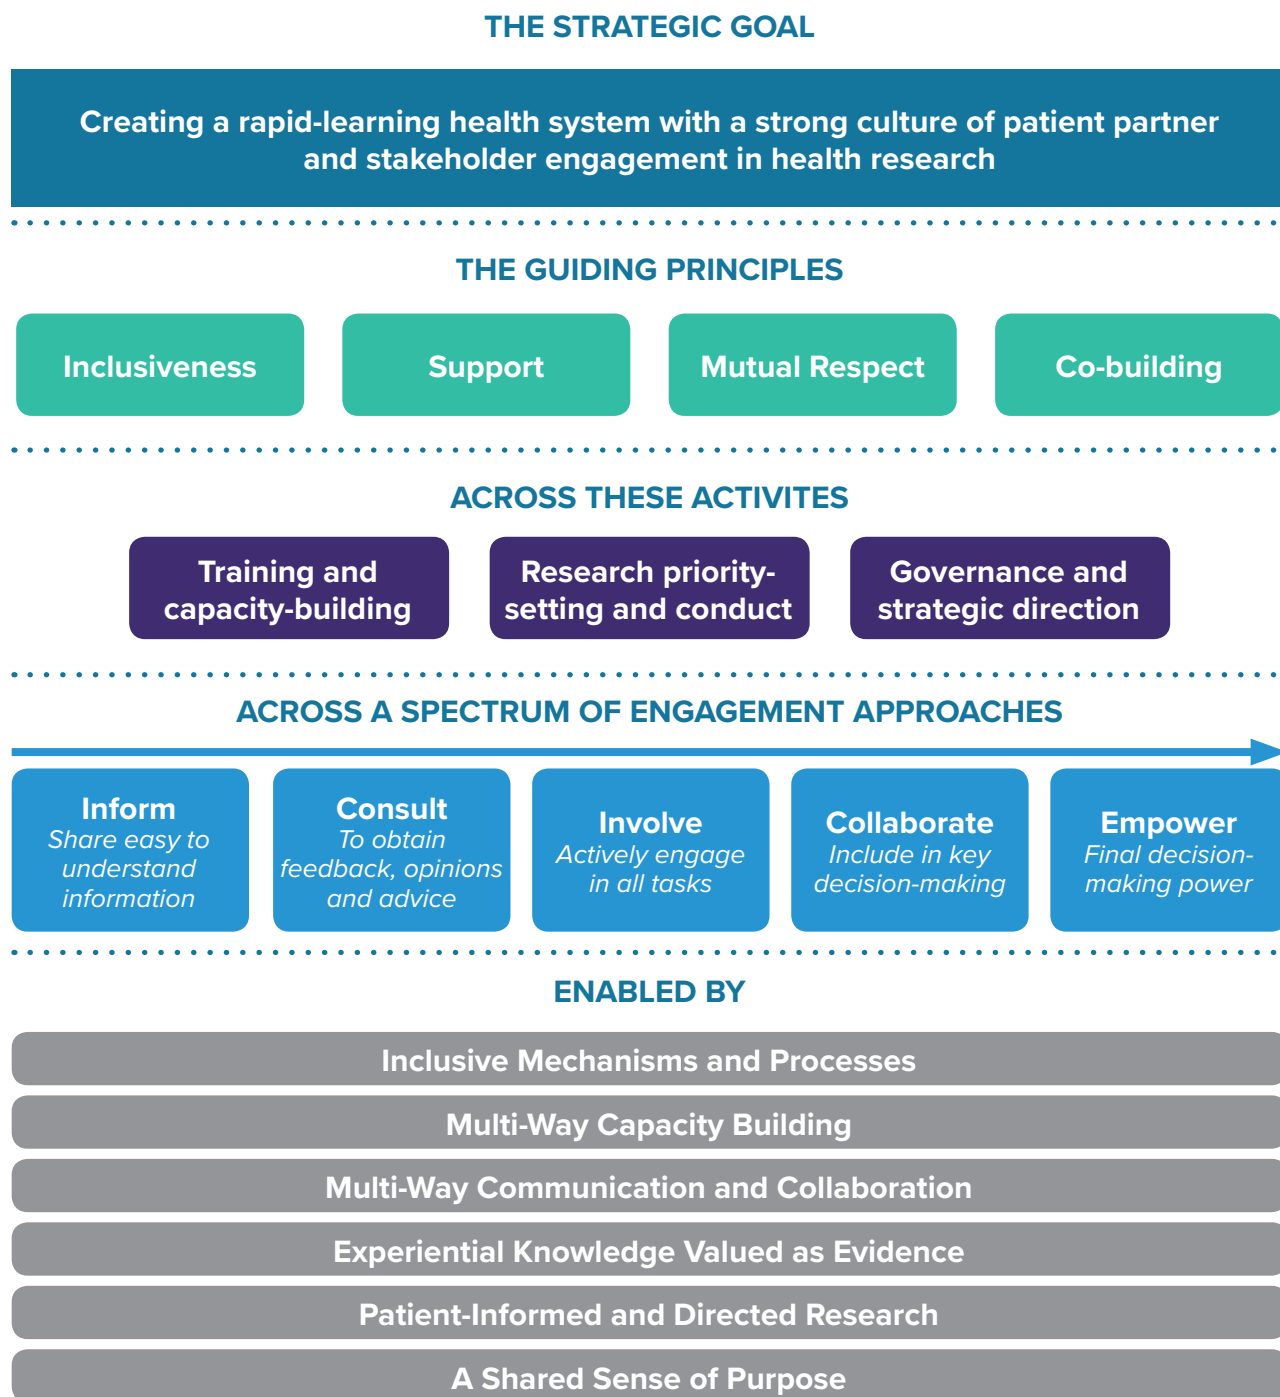 THE STRATEGIC GOAL
Creating a rapid-learning health system with a strong culture of patient partner
and stakeholder engagement in health research
THE GUIDING PRINCIPLES
Inclusiveness
Support
Mutual Respect
Co-building
ACROSS THESE ACTIVITES
Training and
capacity-building
Research priority-
setting and conduct
Governance and
strategic direction
ACROSS A SPECTRUM OF ENGAGEMENT APPROACHES
Inform
Share easy to
understand
information
Consult
To obtain
feedback, opinions
and advice
Involve
Actively engage
in all tasks
Collaborate
Include in key
decision-making
Empower
Final decision-
making power
ENABLED BY
Inclusive Mechanisms and Processes
Multi-Way Capacity Building
Multi-Way Communication and Collaboration
Experiential Knowledge Valued as Evidence
Patient-Informed and Directed Research
A Shared Sense of Purpose